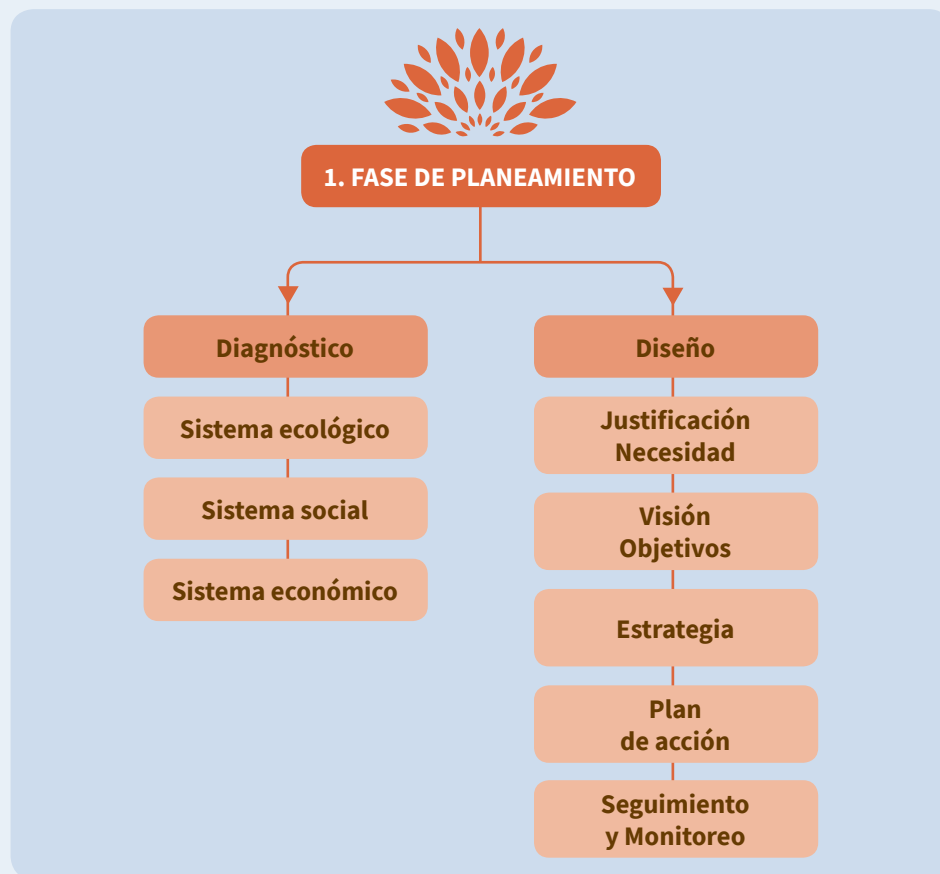 1. FASE DE PLANEAMIENTO
Diagnóstico
Sistema ecológico
Sistema social
Sistema económico
Diseño
Justificación
Necesidad
Visión
Objetivos
Estrategia
Plan
de acción
Seguimiento
y Monitoreo